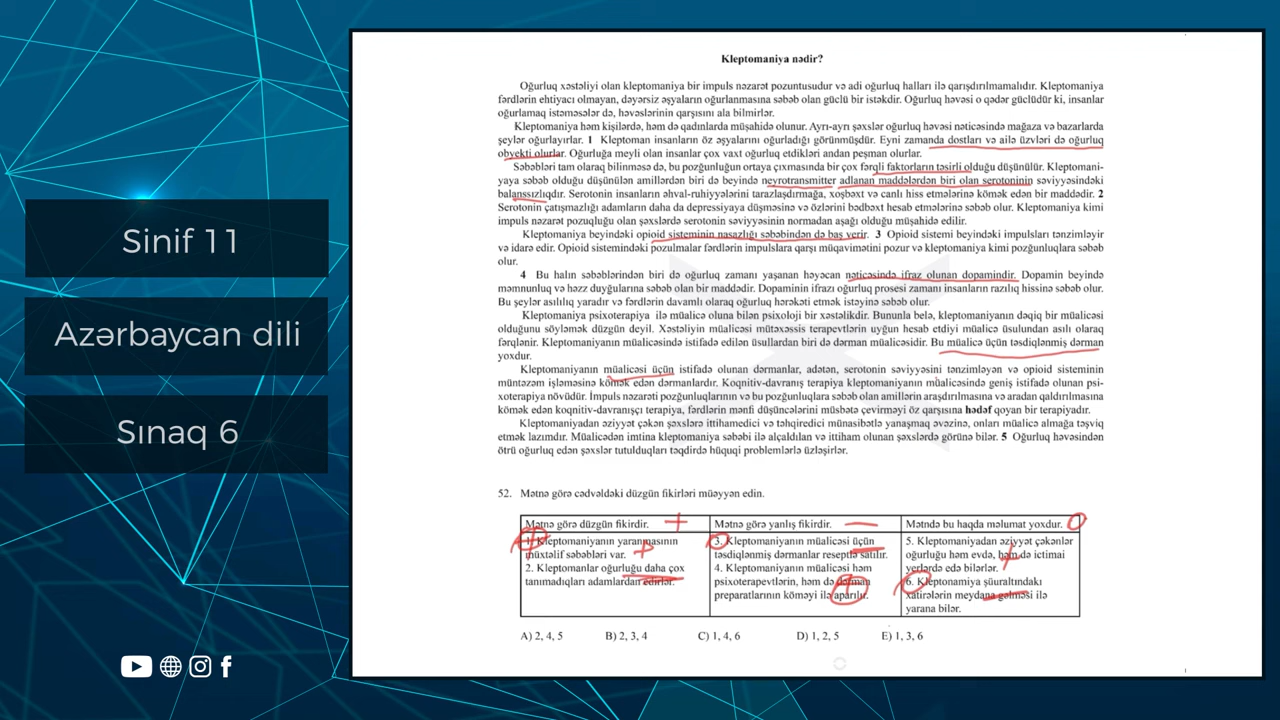 Sinif 11
Azərbaycan dili
Sınaq 6
Kleptomaniya nədir?
Oğurluq xəstəliyi olan kleptomaniya bir impuls nəzarət pozuntusudur və adi oğurluq halları ilə qarışdırılmamalıdır. Kleptomaniya
fərdlərin ehtiyacı olmayan, dəyərsiz əşyaların oğurlanmasına səbəb olan güclü bir istəkdir. Oğurluq həvəsi o qədər güclüdür ki, insanlar
oğurlamaq istəməsələr də, həvəslərinin qarşısını ala bilmirlər.
Kleptomaniya həm kişilərdə, həm də qadınlarda müşahidə olunur. Ayrı-ayrı şəxslər oğurluq həvəsi nəticəsində mağaza və bazarlarda
şeylər oğurlayırlar. 1 Kleptoman insanların öz əşyalarını oğurladığı görünmüşdür. Eyni zamanda dostları və ailə üzvləri də oğurluq
obyekti olurlar. Oğurluğa meyli olan insanlar çox vaxt oğurluq etdikləri andan peşman olurlar.
Səbəbləri tam olaraq bilinməsə də, bu pozğunluğun ortaya çıxmasında bir çox fərqli faktorların təsirli olduğu düşünülür. Kleptomani-
yaya səbəb olduğu düşünülən amillərdən biri də beyində neyrotransmitter adlanan maddələrdən biri olan serotoninin səviyyəsindəki
balanssızlıqdır. Serotonin insanların əhval-ruhiyyələrini tarazlaşdırmağa, xoşbəxt və canlı hiss etmələrinə kömək edən bir maddədir. 2
Serotonin çatışmazlığı adamların daha da depressiyaya düşməsinə və özlərini bədbəxt hesab etmələrinə səbəb olur. Kleptomaniya kimi
impuls nəzarət pozuqluğu olan şəxslərdə serotonin səviyyəsinin normadan aşağı olduğu müşahidə edilir.
Kleptomaniya beyindəki opioid sisteminin nasazlığı səbəbindən də baş verir. 3 Opioid sistemi beyindəki impulsları tənzimləyir
və idarə edir. Opioid sistemindəki pozulmalar fərdlərin impulslara qarşı müqavimətini pozur və kleptomaniya kimi pozğunluqlara səbəb
olur.
4 Bu halın səbəblərindən biri də oğurluq zamanı yaşanan həyəcan nəticəsində ifraz olunan dopamindir. Dopamin beyində
məmnunluq və həzz duyğularına səbəb olan bir maddədir. Dopaminin ifrazı oğurluq prosesi zamanı insanların razılıq hissinə səbəb olur.
Bu şeylər asılılıq yaradır və fərdlərin davamlı olaraq oğurluq hərəkəti etmək istəyinə səbəb olur.
Kleptomaniya psixoterapiya ilə müalicə oluna bilən psixoloji bir xəstəlikdir. Bununla belə, kleptomaniyanın dəqiq bir müalicəsi
olduğunu söyləmək düzgün deyil. Xəstəliyin müalicəsi mütəxəssis terapevtlərin uyğun hesab etdiyi müalicə üsulundan asılı olaraq
fərqlənir. Kleptomaniyanın müalicəsində istifadə edilən üsullardan biri də dərman müalicəsidir. Bu müalicə üçün təsdiqlənmiş dərman
yoxdur.
Kleptomaniyanın müalicəsi üçün istifadə olunan dərmanlar, adətən, serotonin səviyyəsini tənzimləyən və opioid sisteminin
müntəzəm işləməsinə kömək edən dərmanlardır. Koqnitiv-davranış terapiya kleptomaniyanın müalicəsində geniş istifadə olunan psi-
xoterapiya növüdür. İmpuls nəzarəti pozğunluqlarının və bu pozğunluqlara səbəb olan amillərin araşdırılmasına və aradan qaldırılmasına
kömək edən koqnitiv-davranışçı terapiya, fərdlərin mənfi düşüncələrini müsbətə çevirməyi öz qarşısına hədəf qoyan bir terapiyadır.
Kleptomaniyadan əziyyət çəkən şəxslərə ittihamedici və təhqiredici münasibətlə yanaşmaq əvəzinə, onları müalicə almağa təşviq
etmək lazımdır. Müalicədən imtina kleptomaniya səbəbi ilə alçaldılan və ittiham olunan şəxslərdə görünə bilər. 5 Oğurluq həvəsindən
ötrü oğurluq edən şəxslər tutulduqları təqdirdə hüquqi problemlərlə üzləşirlər.
52. Mətnə görə cədvəldəki düzgün fikirləri müəyyən edin.
Mətnə görə düzgün fikirdir. +
1. Kleptomaniyanın yaranmasının
müxtəlif səbəbləri var. +
2. Kleptomanlar oğurluğu daha çox
tanımadıqları adamlardan edirlər.
Mətnə görə yanlış fikirdir. —
3. Kleptomaniyanın müalicəsi üçün
təsdiqlənmiş dərmanlar reseptlə satılır.
4. Kleptomaniyanın müalicəsi həm
psixoterapevtlərin, həm də dərman
preparatlarının köməyi ilə aparılır.
Mətndə bu haqda məlumat yoxdur. 0
5. Kleptomaniyadan əziyyət çəkənlər
oğurluğu həm evdə, həm də ictimai
yerlərdə edə bilərlər. +
6. Kleptonamiya şüuraltındakı
xatirələrin meydana gəlməsi ilə
yarana bilər.
A) 2, 4, 5 B) 2, 3, 4 C) 1, 4, 6 D) 1, 2, 5 E) 1, 3, 6